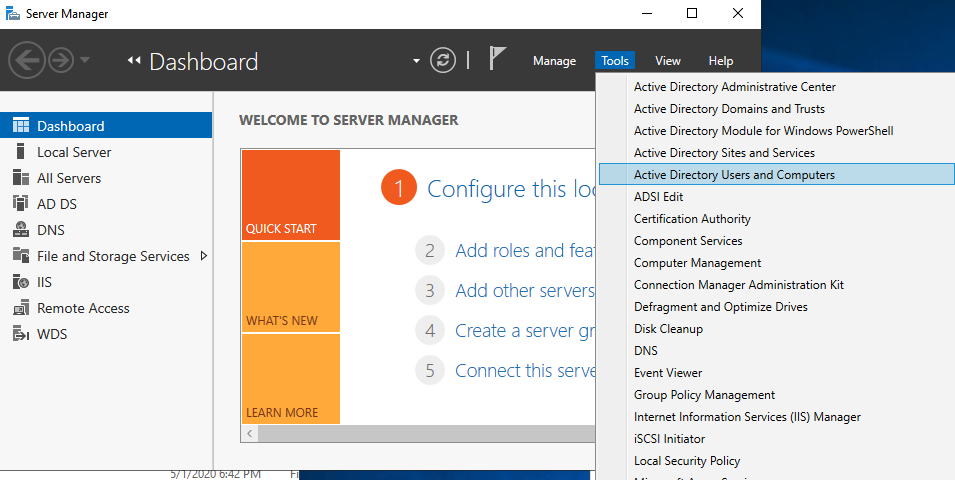 Server Manager
Dashboard
Manage
Tools
View
Help
Dashboard
Local Server
All Servers
AD DS
DNS
File and Storage Services
IIS
Remote Access
WDS
WELCOME TO SERVER MANAGER
QUICK START
WHAT'S NEW
LEARN MORE
1 Configure this loc
2 Add roles and feat
3 Add other servers
4 Create a server gr
5 Connect this serve
Active Directory Administrative Center
Active Directory Domains and Trusts
Active Directory Module for Windows PowerShell
Active Directory Sites and Services
Active Directory Users and Computers
ADSI Edit
Certification Authority
Component Services
Computer Management
Connection Manager Administration Kit
Defragment and Optimize Drives
Disk Cleanup
DNS
Event Viewer
Group Policy Management
Internet Information Services (IIS) Manager
iSCSI Initiator
Local Security Policy
5/1/2020 6:42 PM